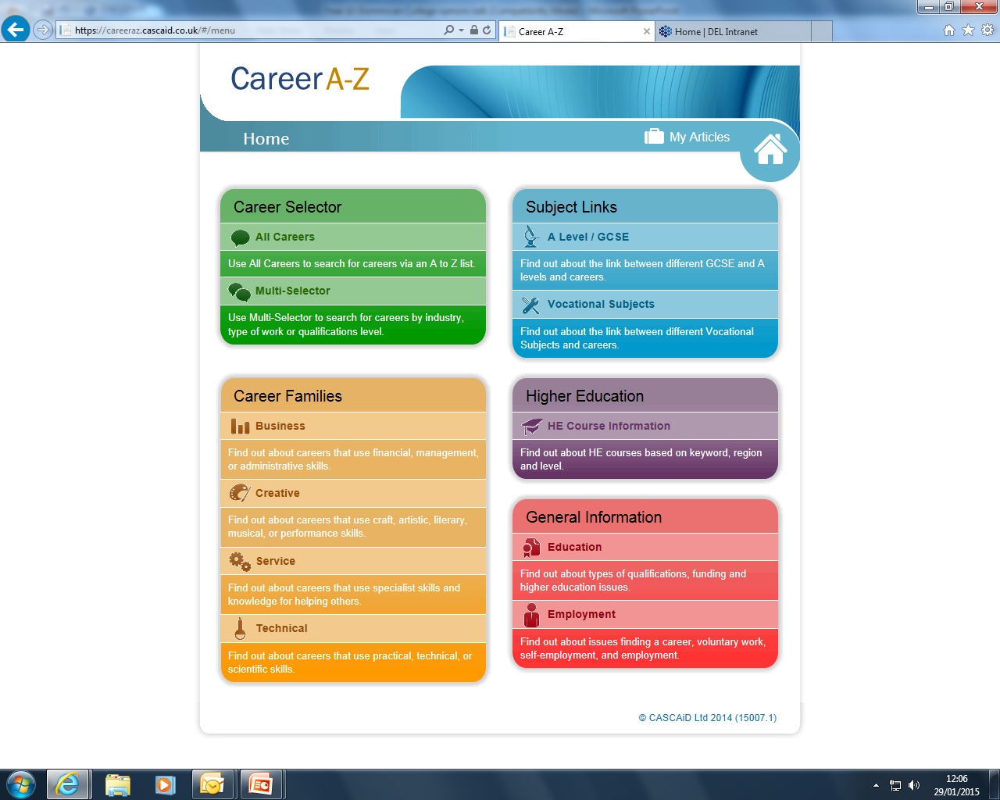 https://careeraz.cascaid.co.uk/#/menu
Career A-Z
Home | DEL Intranet
Career A-Z
Home
My Articles
Career Selector
All Careers
Use All Careers to search for careers via an A to Z list.
Multi-Selector
Use Multi-Selector to search for careers by industry,
type of work or qualifications level.
Subject Links
A Level / GCSE
Find out about the link between different GCSE and A
levels and careers.
Vocational Subjects
Find out about the link between different Vocational
Subjects and careers.
Career Families
Business
Find out about careers that use financial, management,
or administrative skills.
Creative
Find out about careers that use craft, artistic, literary,
musical, or performance skills.
Service
Find out about careers that use specialist skills and
knowledge for helping others.
Technical
Find out about careers that use practical, technical, or
scientific skills.
Higher Education
HE Course Information
Find out about HE courses based on keyword, region
and level.
General Information
Education
Find out about types of qualifications, funding and
higher education issues.
Employment
Find out about issues finding a career, voluntary work,
self-employment, and employment.
© CASCAiD Ltd 2014 (15007.1)
12:06
29/01/2015